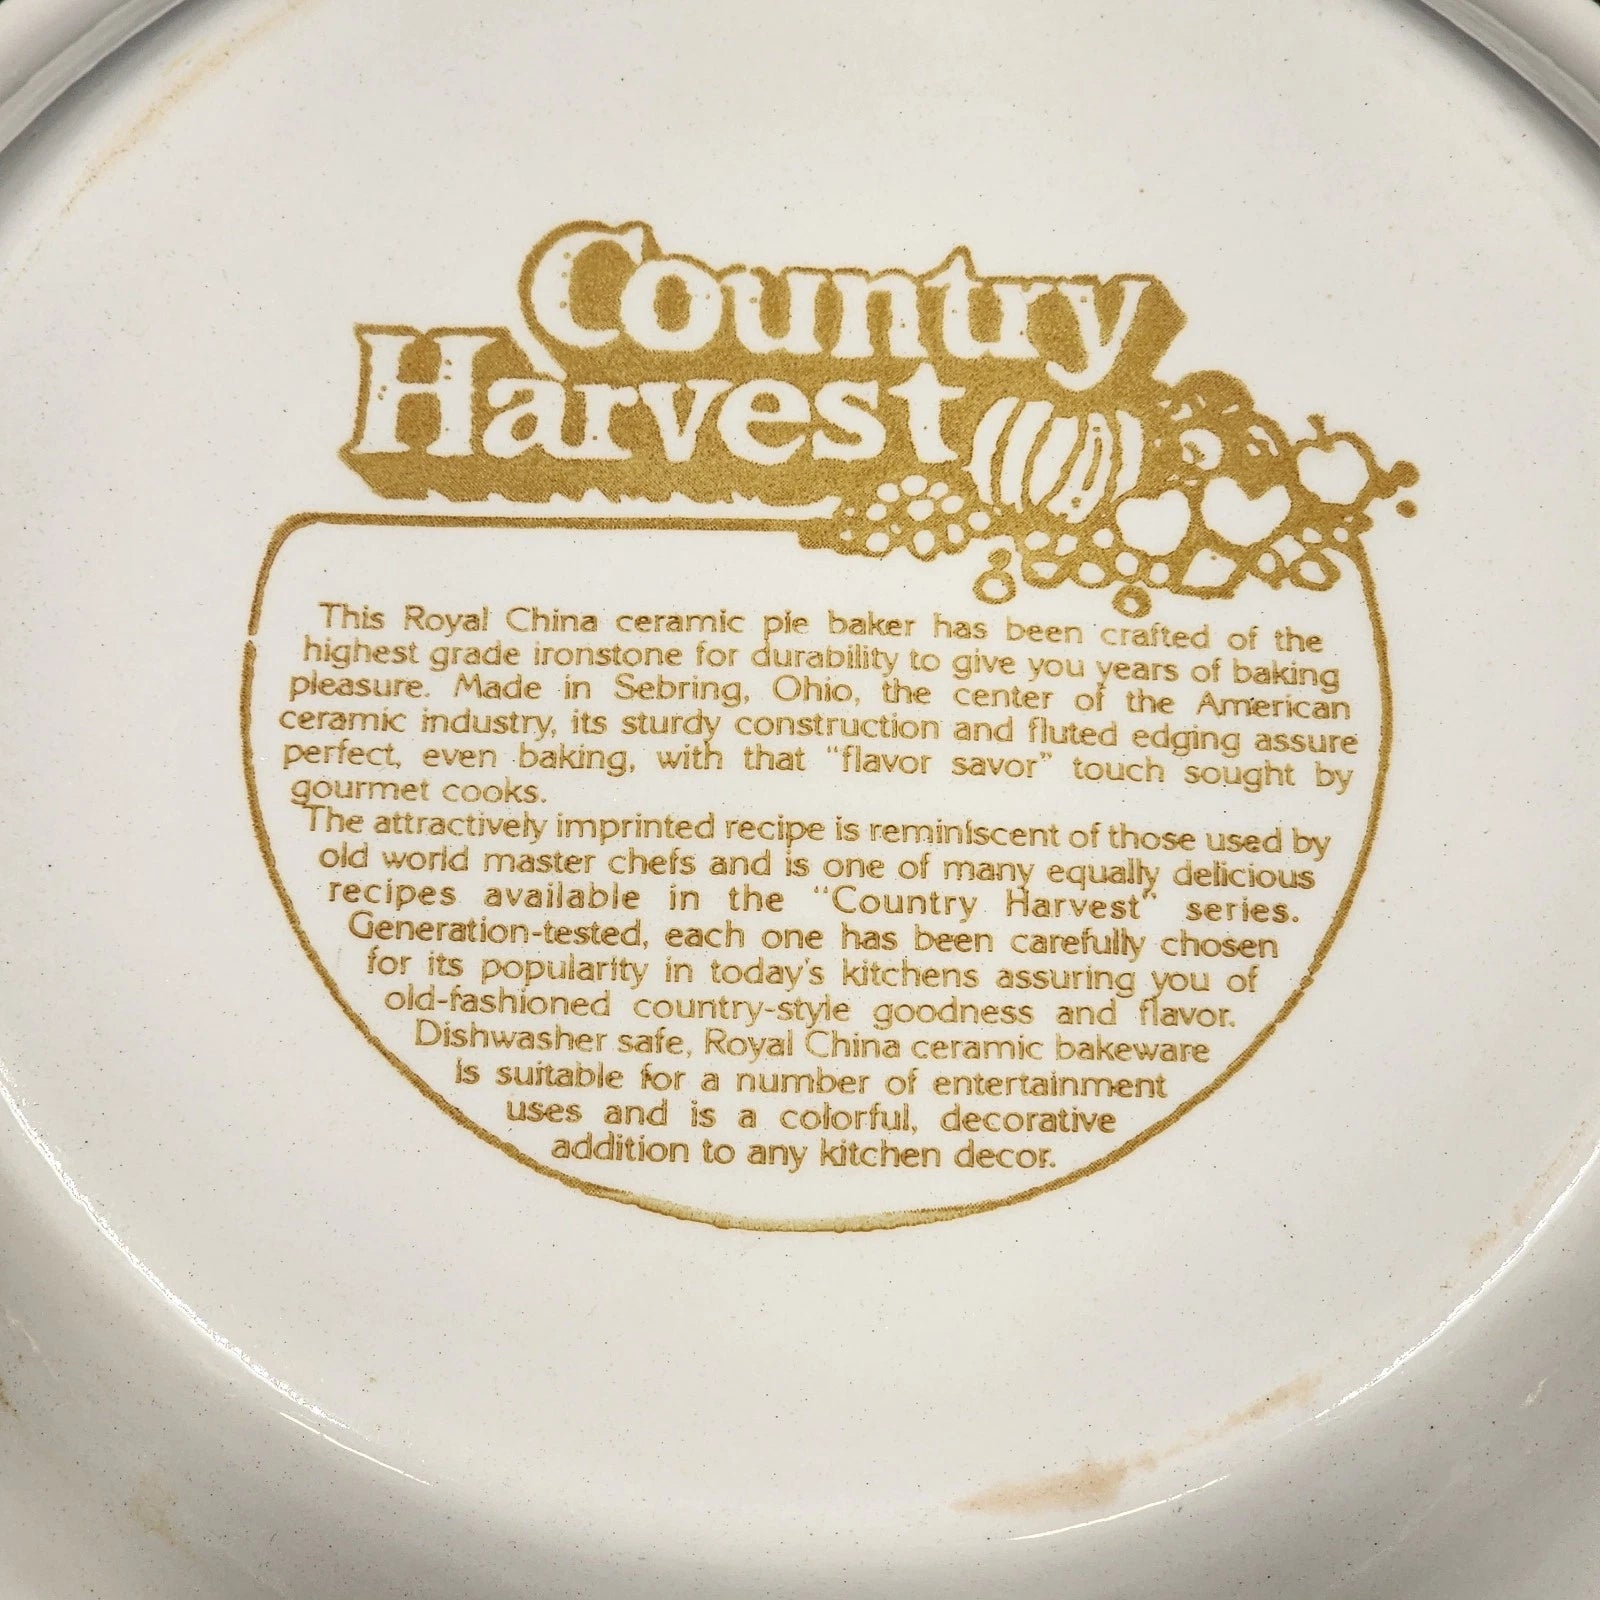 Country
Harvest
This Royal China ceramic pie baker has been crafted of the
highest grade ironstone for durability to give you years of baking
pleasure. Made in Sebring, Ohio, the center of the American
ceramic industry, its sturdy construction and fluted edging assure
perfect, even baking, with that "flavor savor" touch sought by
gourmet cooks.
The attractively imprinted recipe is reminiscent of those used by
old world master chefs and is one of many equally delicious
recipes available in the "Country Harvest" series.
Generation-tested, each one has been carefully chosen
for its popularity in today's kitchens assuring you of
old-fashioned country-style goodness and flavor.
Dishwasher safe, Royal China ceramic bakeware
is suitable for a number of entertainment
uses and is a colorful, decorative
addition to any kitchen decor.